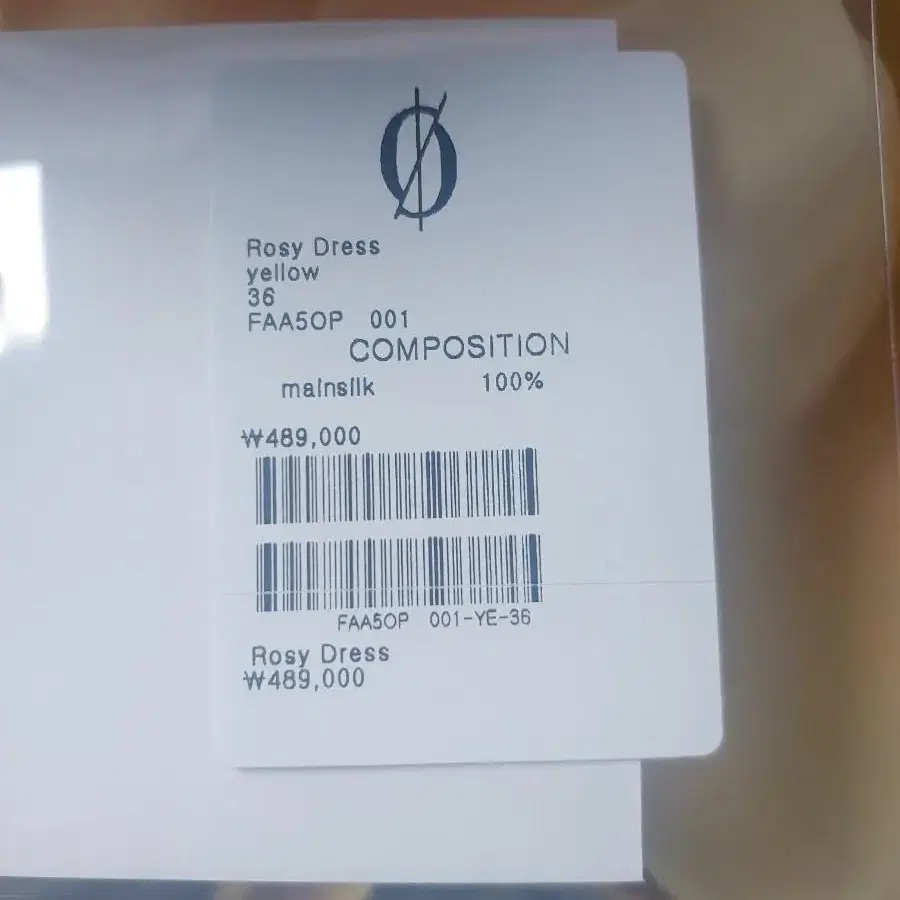 Rosy Dress
yellow
36
FAA5OP 001
COMPOSITION
mainsilk 100%
₩489,000
FAA5OP 001-YE-36
Rosy Dress
₩489,000